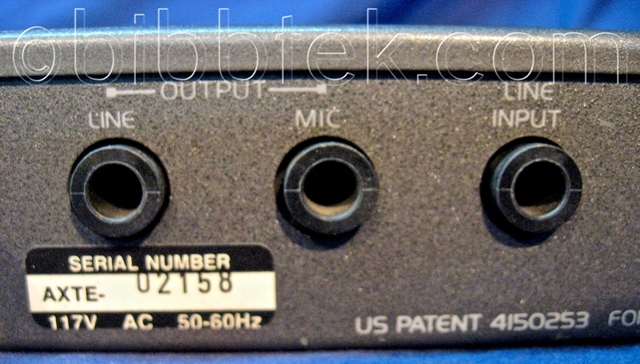 ©bibbtek.com
OUTPUT
LINE MIC LINE
INPUT
SERIAL NUMBER
AXTE- 02158
117V AC 50-60Hz
US PATENT 4150253